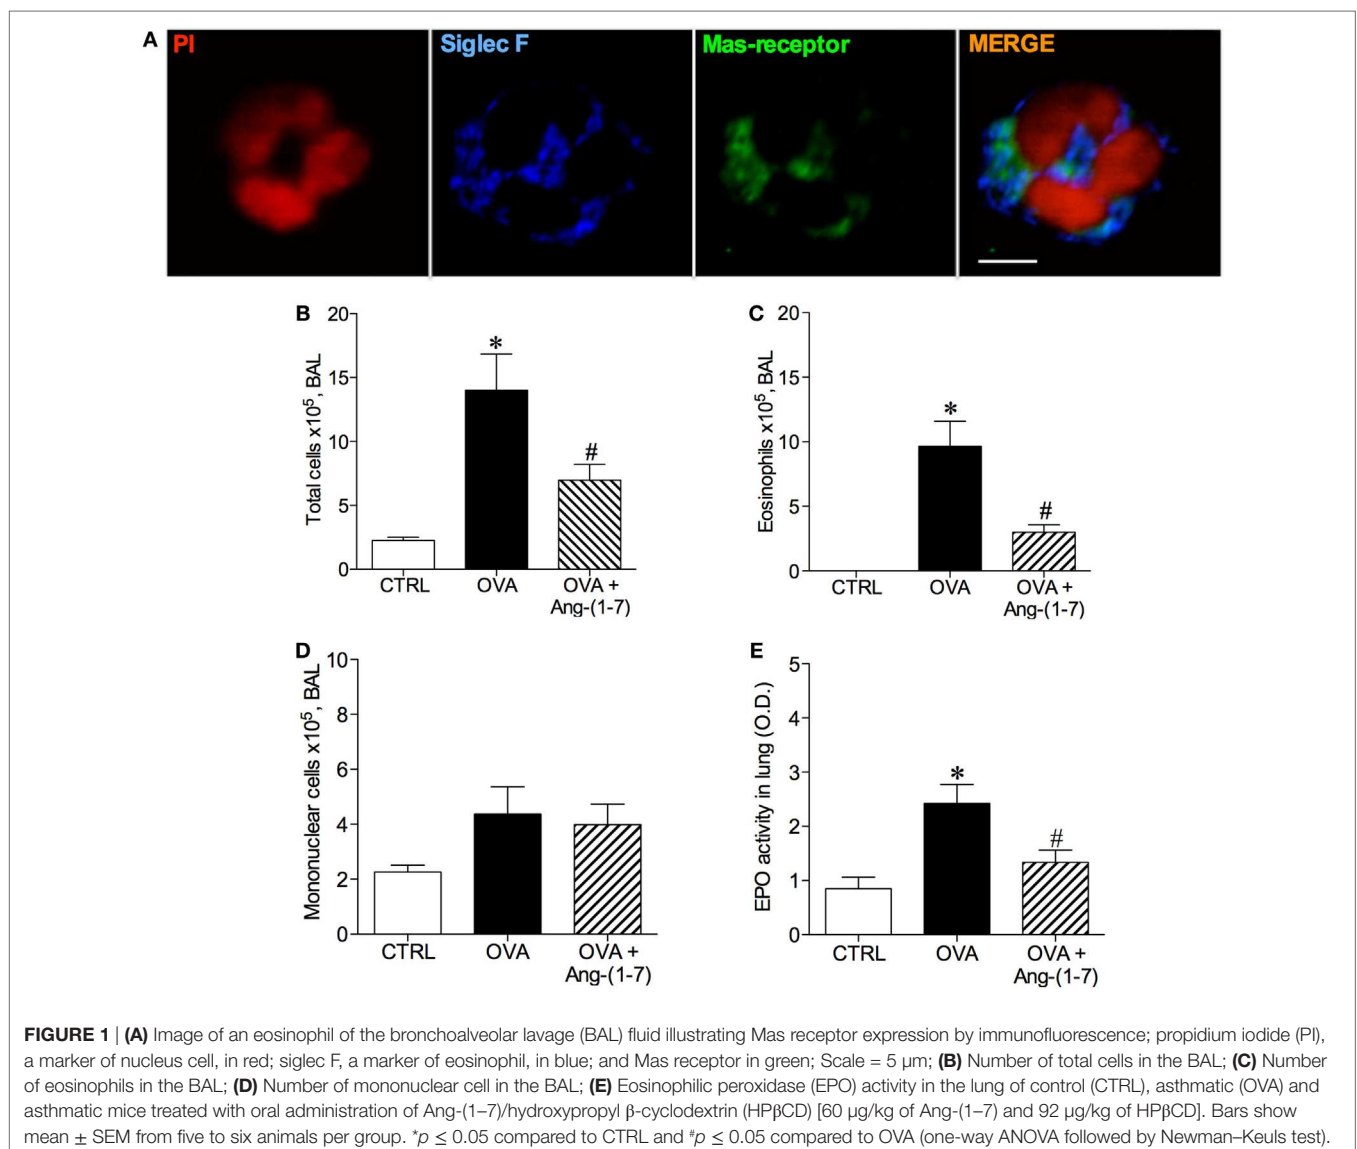 A PI Siglec F Mas-receptor MERGE
B
Total cells x10⁵, BAL
20
15
10
5
0
*
#
CTRL OVA OVA +
Ang-(1-7)
C
Eosinophils x10⁵, BAL
20
15
10
5
0
*
#
CTRL OVA OVA +
Ang-(1-7)
D
Mononuclear cells x10⁵, BAL
10
8
6
4
2
0
CTRL OVA OVA +
Ang-(1-7)
E
EPO activity in lung (O.D.)
5
4
3
2
1
0
*
#
CTRL OVA OVA +
Ang-(1-7)
FIGURE 1 | (A) Image of an eosinophil of the bronchoalveolar lavage (BAL) fluid illustrating Mas receptor expression by immunofluorescence; propidium iodide (PI),
a marker of nucleus cell, in red; siglec F, a marker of eosinophil, in blue; and Mas receptor in green; Scale = 5 µm; (B) Number of total cells in the BAL; (C) Number
of eosinophils in the BAL; (D) Number of mononuclear cell in the BAL; (E) Eosinophilic peroxidase (EPO) activity in the lung of control (CTRL), asthmatic (OVA) and
asthmatic mice treated with oral administration of Ang-(1–7)/hydroxypropyl β-cyclodextrin (HPβCD) [60 µg/kg of Ang-(1–7) and 92 µg/kg of HPβCD]. Bars show
mean ± SEM from five to six animals per group. *p ≤ 0.05 compared to CTRL and #p ≤ 0.05 compared to OVA (one-way ANOVA followed by Newman–Keuls test).